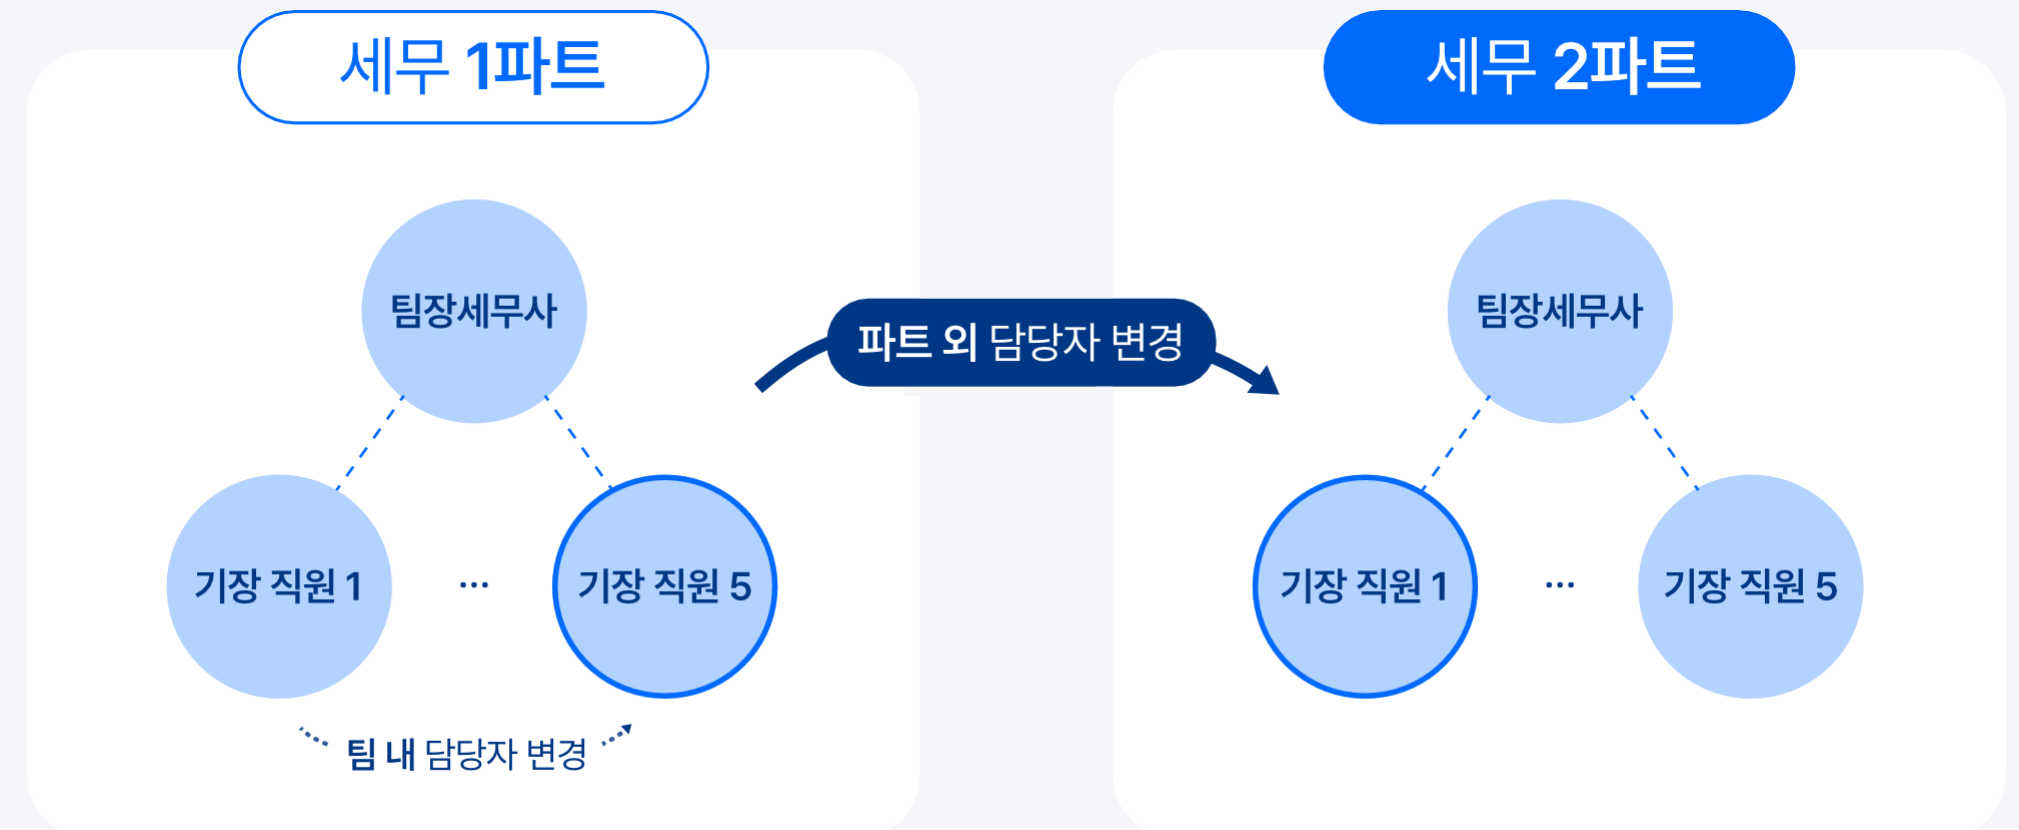 세무 1파트
팀장세무사
기장 직원 1
...
기장 직원 5
팀 내 담당자 변경
파트 외 담당자 변경
세무 2파트
팀장세무사
기장 직원 1
...
기장 직원 5